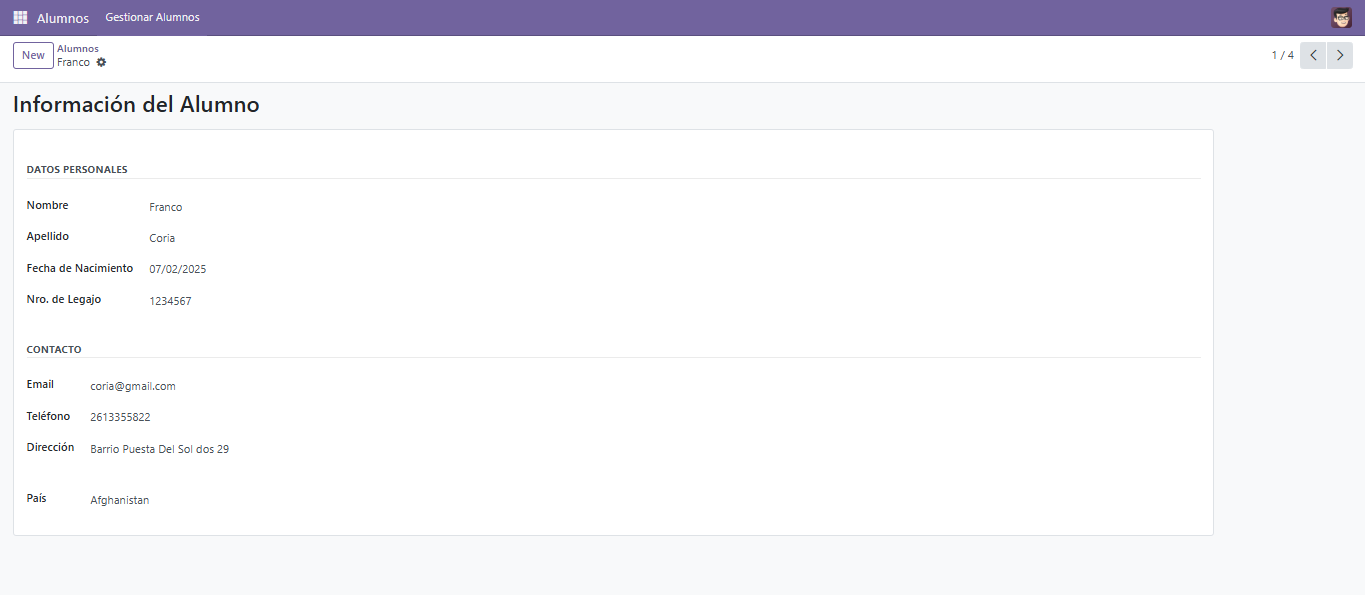 Alumnos Gestionar Alumnos
New Alumnos
Franco
1 / 4
Información del Alumno
DATOS PERSONALES
Nombre Franco
Apellido Coria
Fecha de Nacimiento 07/02/2025
Nro. de Legajo 1234567
CONTACTO
Email coria@gmail.com
Teléfono 2613355822
Dirección Barrio Puesta Del Sol dos 29
País Afghanistan